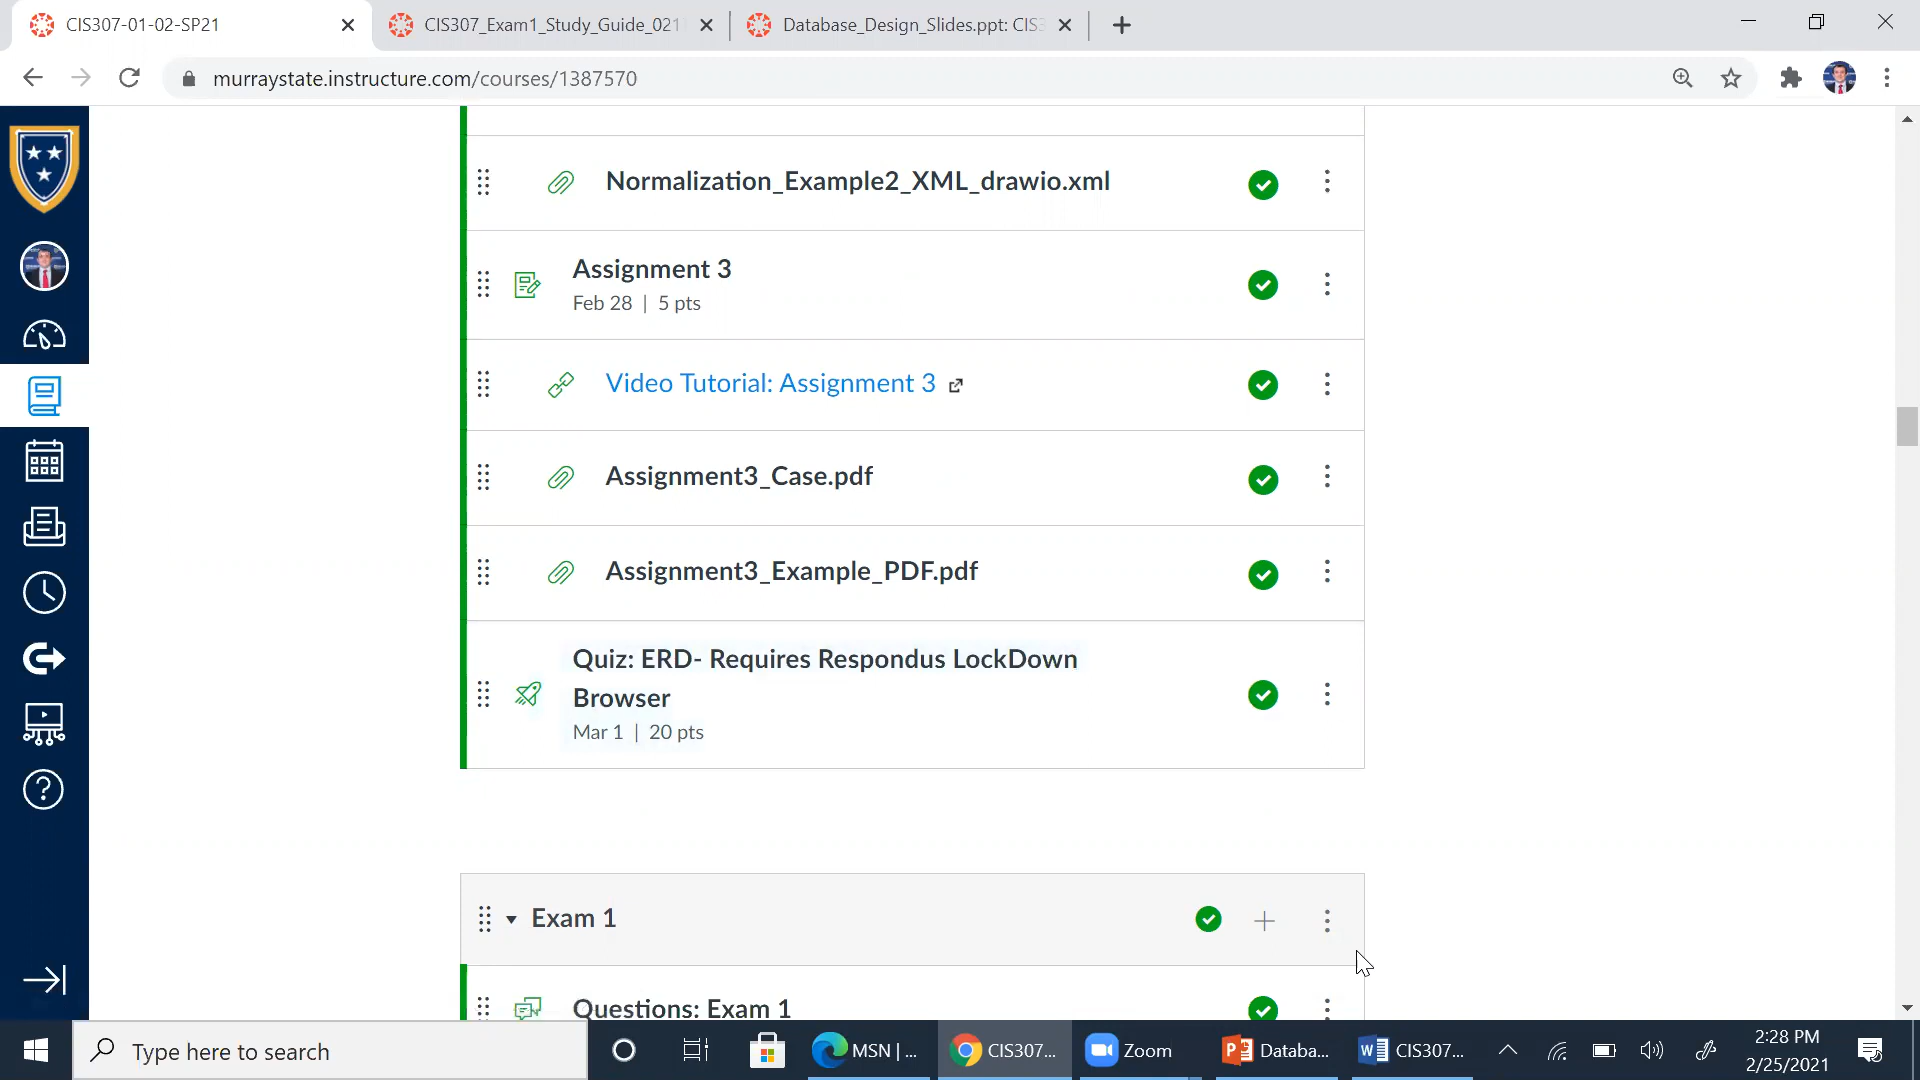 CIS307-01-02-SP21
CIS307_Exam1_Study_Guide_021
Database_Design_Slides.ppt: CIS3
murraystate.instructure.com/courses/1387570
Normalization_Example2_XML_drawio.xml
Assignment 3
Feb 28 | 5 pts
Video Tutorial: Assignment 3
Assignment3_Case.pdf
Assignment3_Example_PDF.pdf
Quiz: ERD- Requires Respondus LockDown
Browser
Mar 1 | 20 pts
Exam 1
Questions: Exam 1
Type here to search
MSN | ...
CIS307...
Zoom
Databa...
CIS307...
2:28 PM
2/25/2021